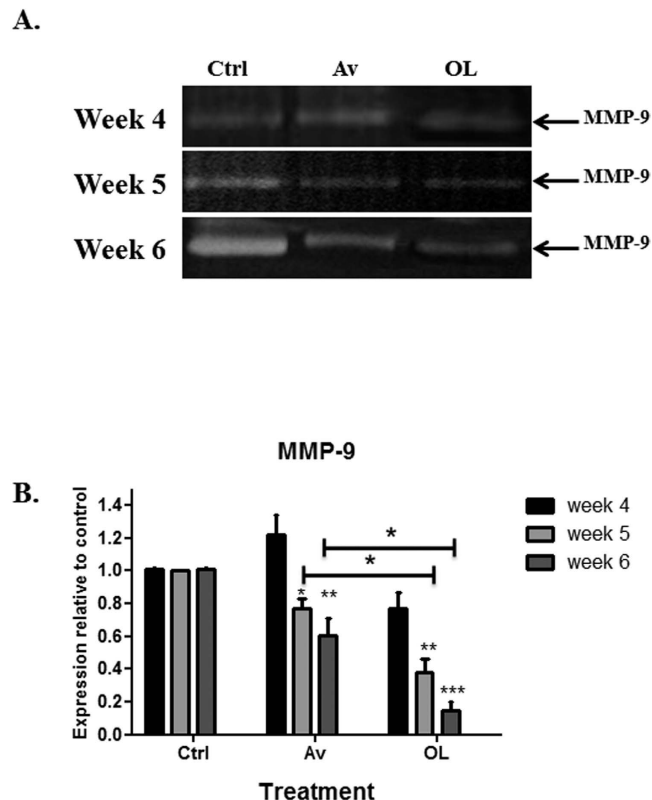 A.
Ctrl Av OL
Week 4 MMP-9
Week 5 MMP-9
Week 6 MMP-9
MMP-9
B.
Expression relative to control
1.4
1.2
1.0
0.8
0.6
0.4
0.2
0.0
* ** ** ***
*
*
week 4
week 5
week 6
Ctrl Av OL
Treatment